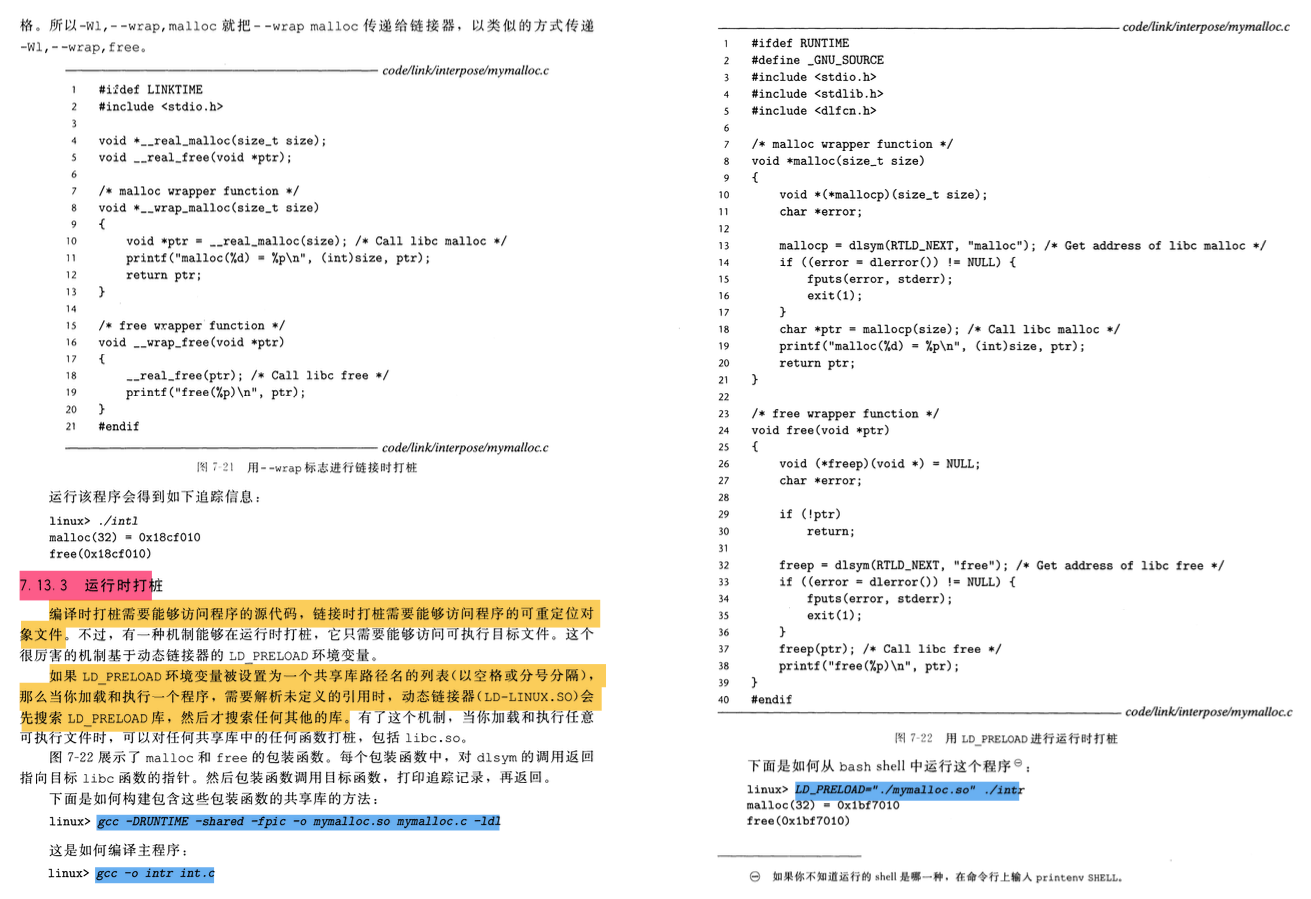 格。所以-Wl,--wrap,malloc 就把--wrap malloc 传递给链接器，以类似的方式传递
-Wl,--wrap,free。
code/link/interpose/mymalloc.c
1 #ifdef LINKTIME
2 #include <stdio.h>
3
4 void *__real_malloc(size_t size);
5 void __real_free(void *ptr);
6
7 /* malloc wrapper function */
8 void *__wrap_malloc(size_t size)
9 {
10 void *ptr = __real_malloc(size); /* Call libc malloc */
11 printf("malloc(%d) = %p\n", (int)size, ptr);
12 return ptr;
13 }
14
15 /* free wrapper function */
16 void __wrap_free(void *ptr)
17 {
18 __real_free(ptr); /* Call libc free */
19 printf("free(%p)\n", ptr);
20 }
21 #endif
code/link/interpose/mymalloc.c
图 7-21 用--wrap 标志进行链接时打桩
运行该程序会得到如下追踪信息：
linux> ./intl
malloc(32) = 0x18cf010
free(0x18cf010)
7.13.3 运行时打桩
编译时打桩需要能够访问程序的源代码，链接时打桩需要能够访问程序的可重定位对
象文件。不过，有一种机制能够在运行时打桩，它只需要能够访问可执行目标文件。这个
很厉害的机制基于动态链接器的 LD_PRELOAD 环境变量。
如果 LD_PRELOAD 环境变量被设置为一个共享库路径名的列表(以空格或分号分隔)，
那么当你加载和执行一个程序，需要解析未定义的引用时，动态链接器(LD-LINUX.SO)会
先搜索 LD_PRELOAD 库，然后才搜索任何其他的库。有了这个机制，当你加载和执行任意
可执行文件时，可以对任何共享库中的任何函数打桩，包括 libc.so。
图 7-22 展示了 malloc 和 free 的包装函数。每个包装函数中，对 dlsym 的调用返回
指向目标 libc 函数的指针。然后包装函数调用目标函数，打印追踪记录，再返回。
下面是如何构建包含这些包装函数的共享库的方法：
linux> gcc -DRUNTIME -shared -fpic -o mymalloc.so mymalloc.c -ldl
这是如何编译主程序：
linux> gcc -o intr int.c
code/link/interpose/mymalloc.c
1 #ifdef RUNTIME
2 #define _GNU_SOURCE
3 #include <stdio.h>
4 #include <stdlib.h>
5 #include <dlfcn.h>
6
7 /* malloc wrapper function */
8 void *malloc(size_t size)
9 {
10 void *(*mallocp)(size_t size);
11 char *error;
12
13 mallocp = dlsym(RTLD_NEXT, "malloc"); /* Get address of libc malloc */
14 if ((error = dlerror()) != NULL) {
15 fputs(error, stderr);
16 exit(1);
17 }
18 char *ptr = mallocp(size); /* Call libc malloc */
19 printf("malloc(%d) = %p\n", (int)size, ptr);
20 return ptr;
21 }
22
23 /* free wrapper function */
24 void free(void *ptr)
25 {
26 void (*freep)(void *) = NULL;
27 char *error;
28
29 if (!ptr)
30 return;
31
32 freep = dlsym(RTLD_NEXT, "free"); /* Get address of libc free */
33 if ((error = dlerror()) != NULL) {
34 fputs(error, stderr);
35 exit(1);
36 }
37 freep(ptr); /* Call libc free */
38 printf("free(%p)\n", ptr);
39 }
40 #endif
code/link/interpose/mymalloc.c
图 7-22 用 LD_PRELOAD 进行运行时打桩
下面是如何从 bash shell 中运行这个程序㊀：
linux> LD_PRELOAD="./mymalloc.so" ./intr
malloc(32) = 0x1bf7010
free(0x1bf7010)
㊀ 如果你不知道运行的 shell 是哪一种，在命令行上输入 printenv SHELL。